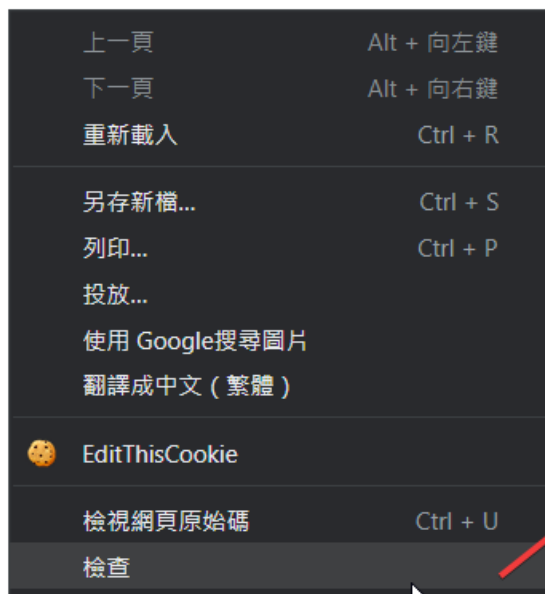 上一頁 Alt + 向左鍵
下一頁 Alt + 向右鍵
重新載入 Ctrl + R
另存新檔... Ctrl + S
列印... Ctrl + P
投放...
使用 Google搜尋圖片
翻譯成中文 ( 繁體 )
EditThisCookie
檢視網頁原始碼 Ctrl + U
檢查